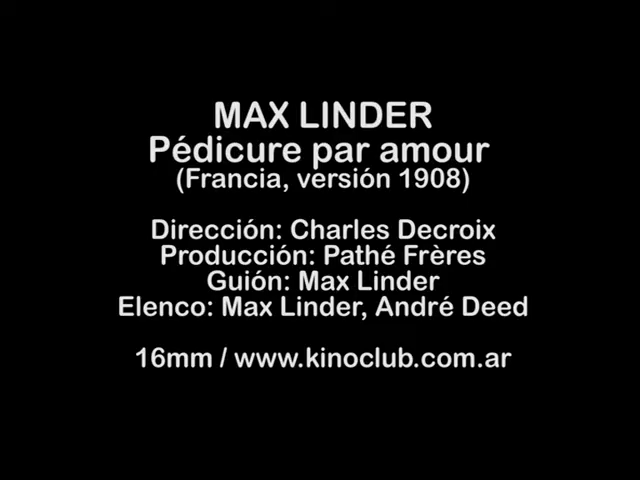 MAX LINDER
Pédicure par amour
(Francia, versión 1908)
Dirección: Charles Decroix
Producción: Pathé Frères
Guión: Max Linder
Elenco: Max Linder, André Deed
16mm / www.kinoclub.com.ar